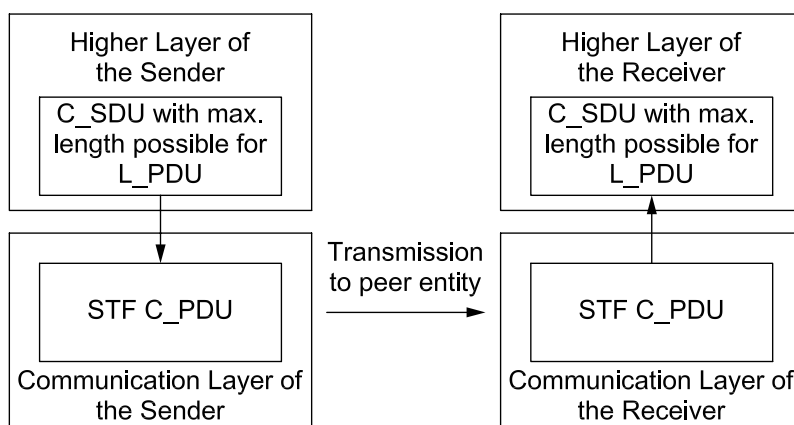 Higher Layer of
the Sender
C_SDU with max.
length possible for
L_PDU
STF C_PDU
Communication Layer of
the Sender
Transmission
to peer entity
Higher Layer of
the Receiver
C_SDU with max.
length possible for
L_PDU
STF C_PDU
Communication Layer of
the Receiver